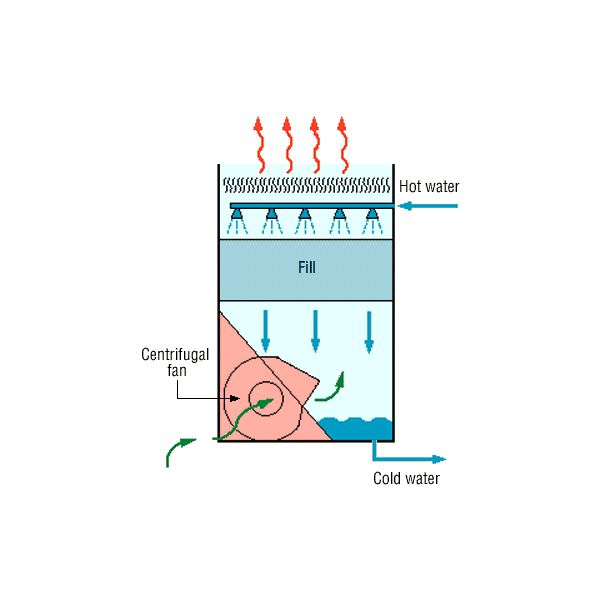 Hot water
Fill
Centrifugal
fan
Cold water